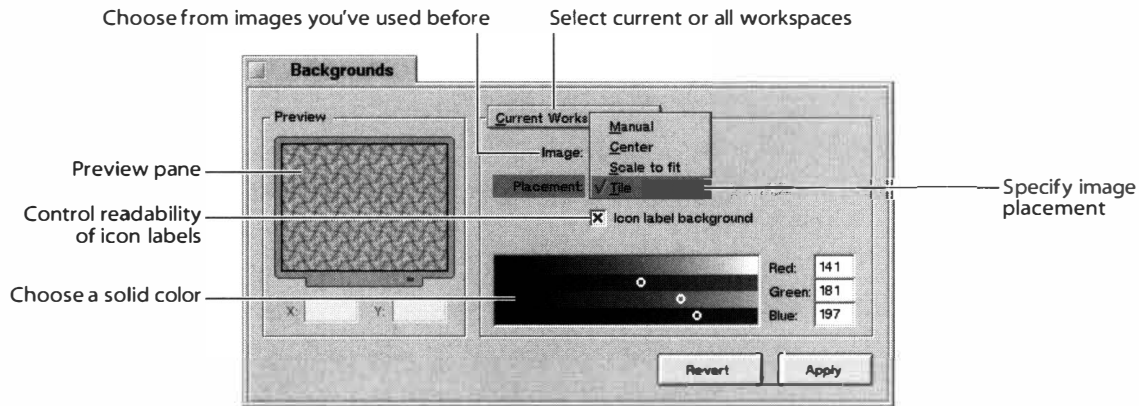 Choose from images you've used before
Select current or all workspaces
Backgrounds
Preview
Current Works
Manual
Center
Scale to fit
√ Tile
Image:
Placement:
Preview pane
Specify image
placement
Control readability
of icon labels
Icon label background
Choose a solid color
Red: 141
Green: 181
Blue: 197
X:
Y:
Revert
Apply